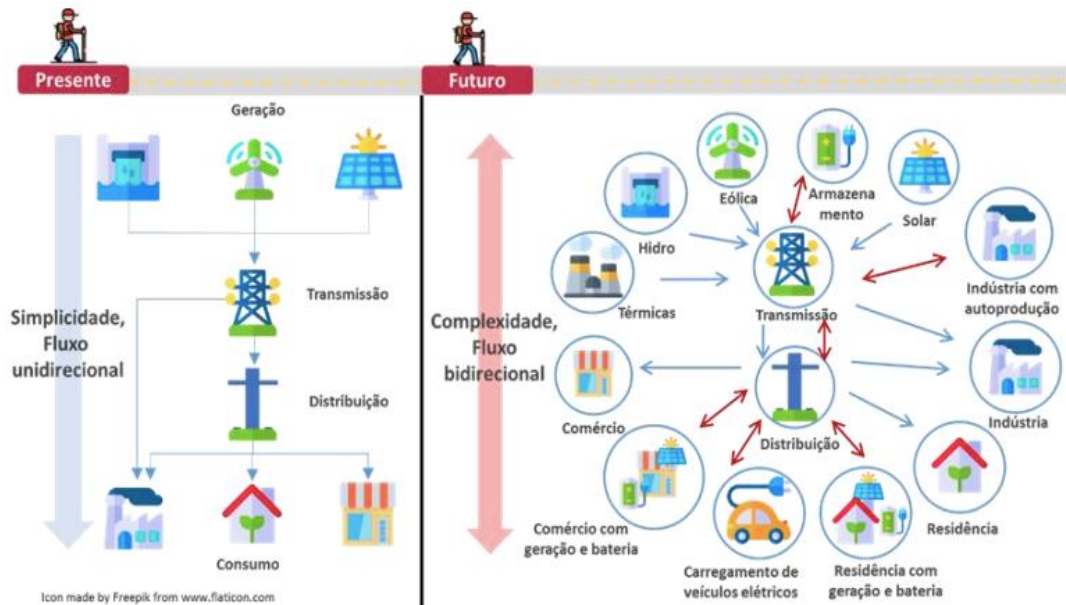 Presente
Geração
Transmissão
Simplicidade,
Fluxo
unidirecional
Distribuição
Consumo
Icon made by Freepik from www.flaticon.com
Futuro
Eólica
Armazena
mento
Solar
Hidro
Térmicas
Transmissão
Indústria com
autoprodução
Complexidade,
Fluxo
bidirecional
Comércio
Distribuição
Indústria
Residência
Comércio com
geração e bateria
Carregamento de
veículos elétricos
Residência com
geração e bateria